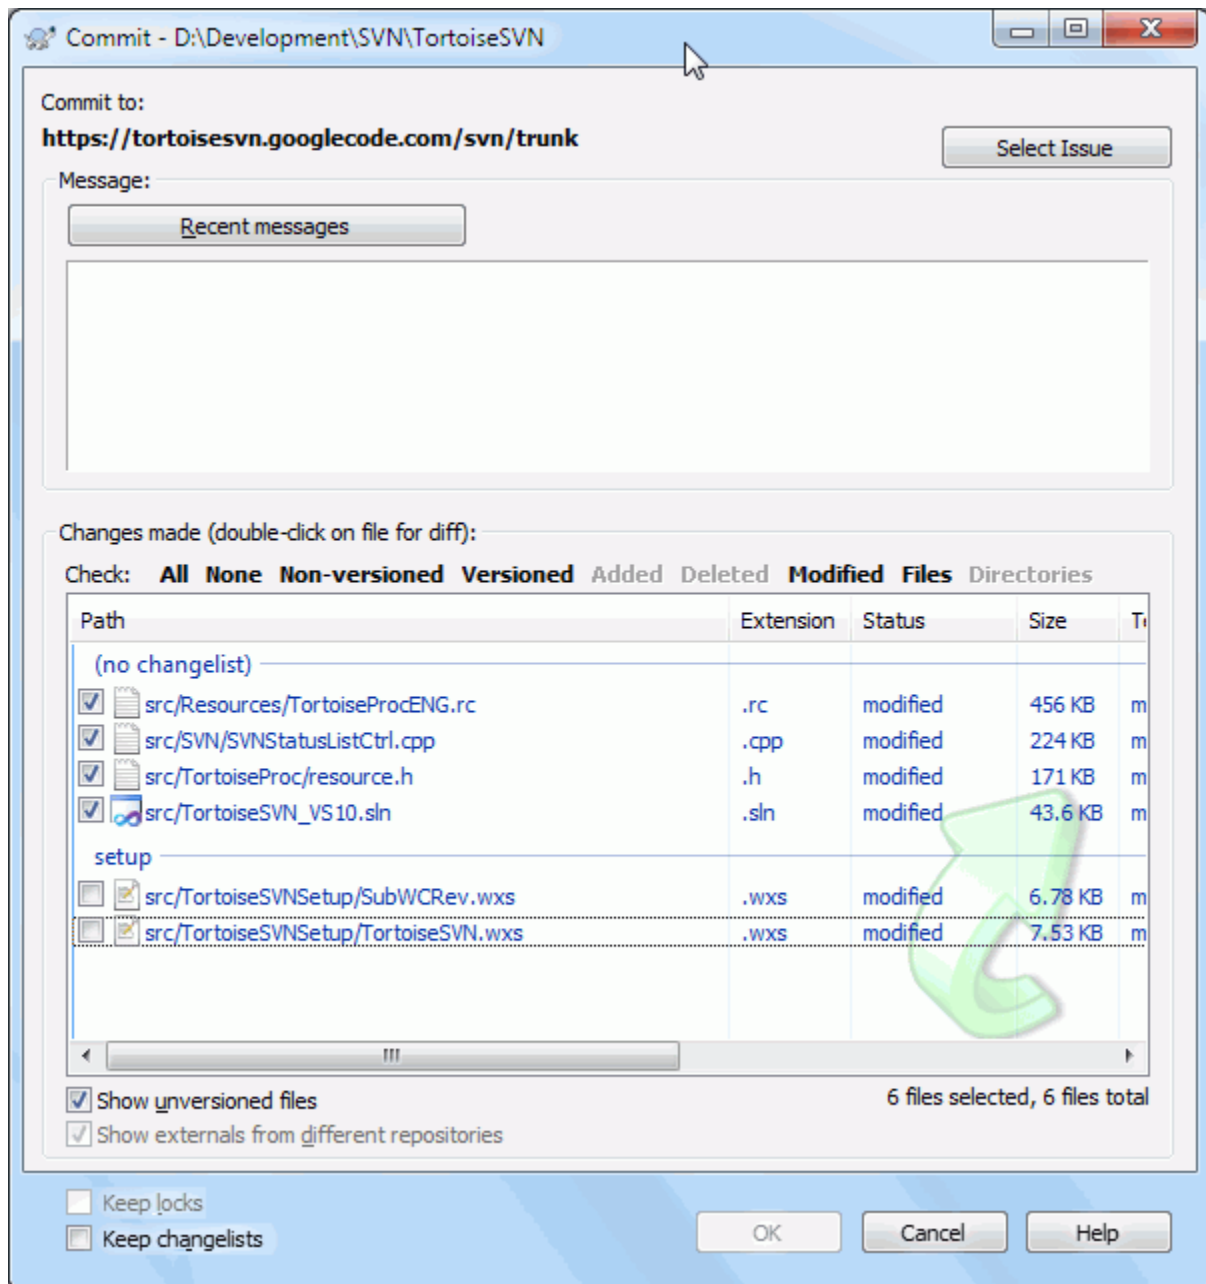 Commit - D:\Development\SVN\TortoiseSVN
Commit to:
https://tortoisesvn.googlecode.com/svn/trunk
Select Issue
Message:
Recent messages
Changes made (double-click on file for diff):
Check: All None Non-versioned Versioned Added Deleted Modified Files Directories
Path Extension Status Size
(no changelist)
src/Resources/TortoiseProcENG.rc .rc modified 456 KB m
src/SVN/SVNStatusListCtrl.cpp .cpp modified 224 KB m
src/TortoiseProc/resource.h .h modified 171 KB m
src/TortoiseSVN_VS10.sln .sln modified 43.6 KB m
setup
src/TortoiseSVNSetup/SubWCRev.wxs .wxs modified 6.78 KB m
src/TortoiseSVNSetup/TortoiseSVN.wxs .wxs modified 7.53 KB m
Show unversioned files
6 files selected, 6 files total
Show externals from different repositories
Keep locks
Keep changelists
OK Cancel Help